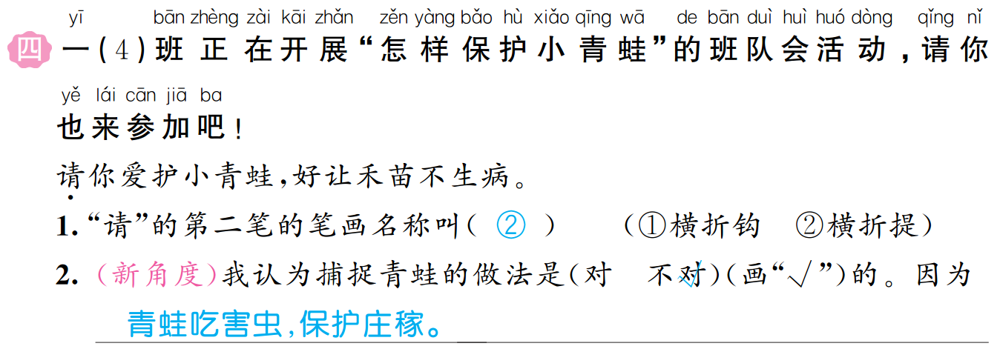 yī bān zhèng zài kāi zhǎn zěn yàng bǎo hù xiǎo qīng wā de bān duì huì huó dòng qǐng nǐ
四 一(4)班正在开展“怎样保护小青蛙”的班队会活动,请你
yě lái cān jiā ba
也来参加吧!
请你爱护小青蛙,好让禾苗不生病。
1.“请”的第二笔的笔画名称叫( ② ) (①横折钩 ②横折提)
2.(新角度)我认为捕捉青蛙的做法是(对 不对√)(画“√”)的。因为
青蛙吃害虫,保护庄稼。